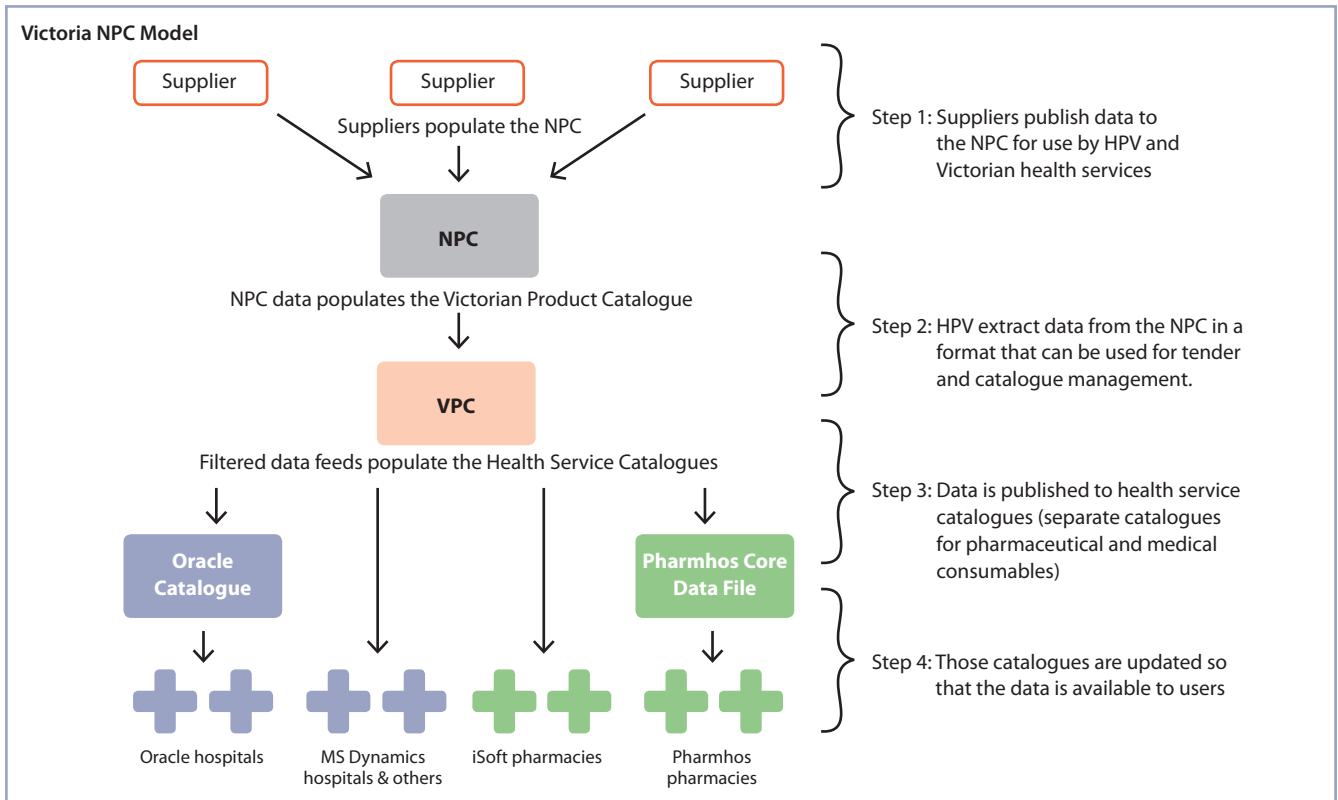 Victoria NPC Model
Supplier
Supplier
Supplier
Suppliers populate the NPC
Step 1: Suppliers publish data to
the NPC for use by HPV and
Victorian health services
NPC
NPC data populates the Victorian Product Catalogue
Step 2: HPV extract data from the NPC in a
format that can be used for tender
and catalogue management.
VPC
Filtered data feeds populate the Health Service Catalogues
Step 3: Data is published to health service
catalogues (separate catalogues
for pharmaceutical and medical
consumables)
Oracle
Catalogue
Pharmhos Core
Data File
Step 4: Those catalogues are updated so
that the data is available to users
Oracle hospitals
MS Dynamics
hospitals & others
iSoft pharmacies
Pharmhos
pharmacies